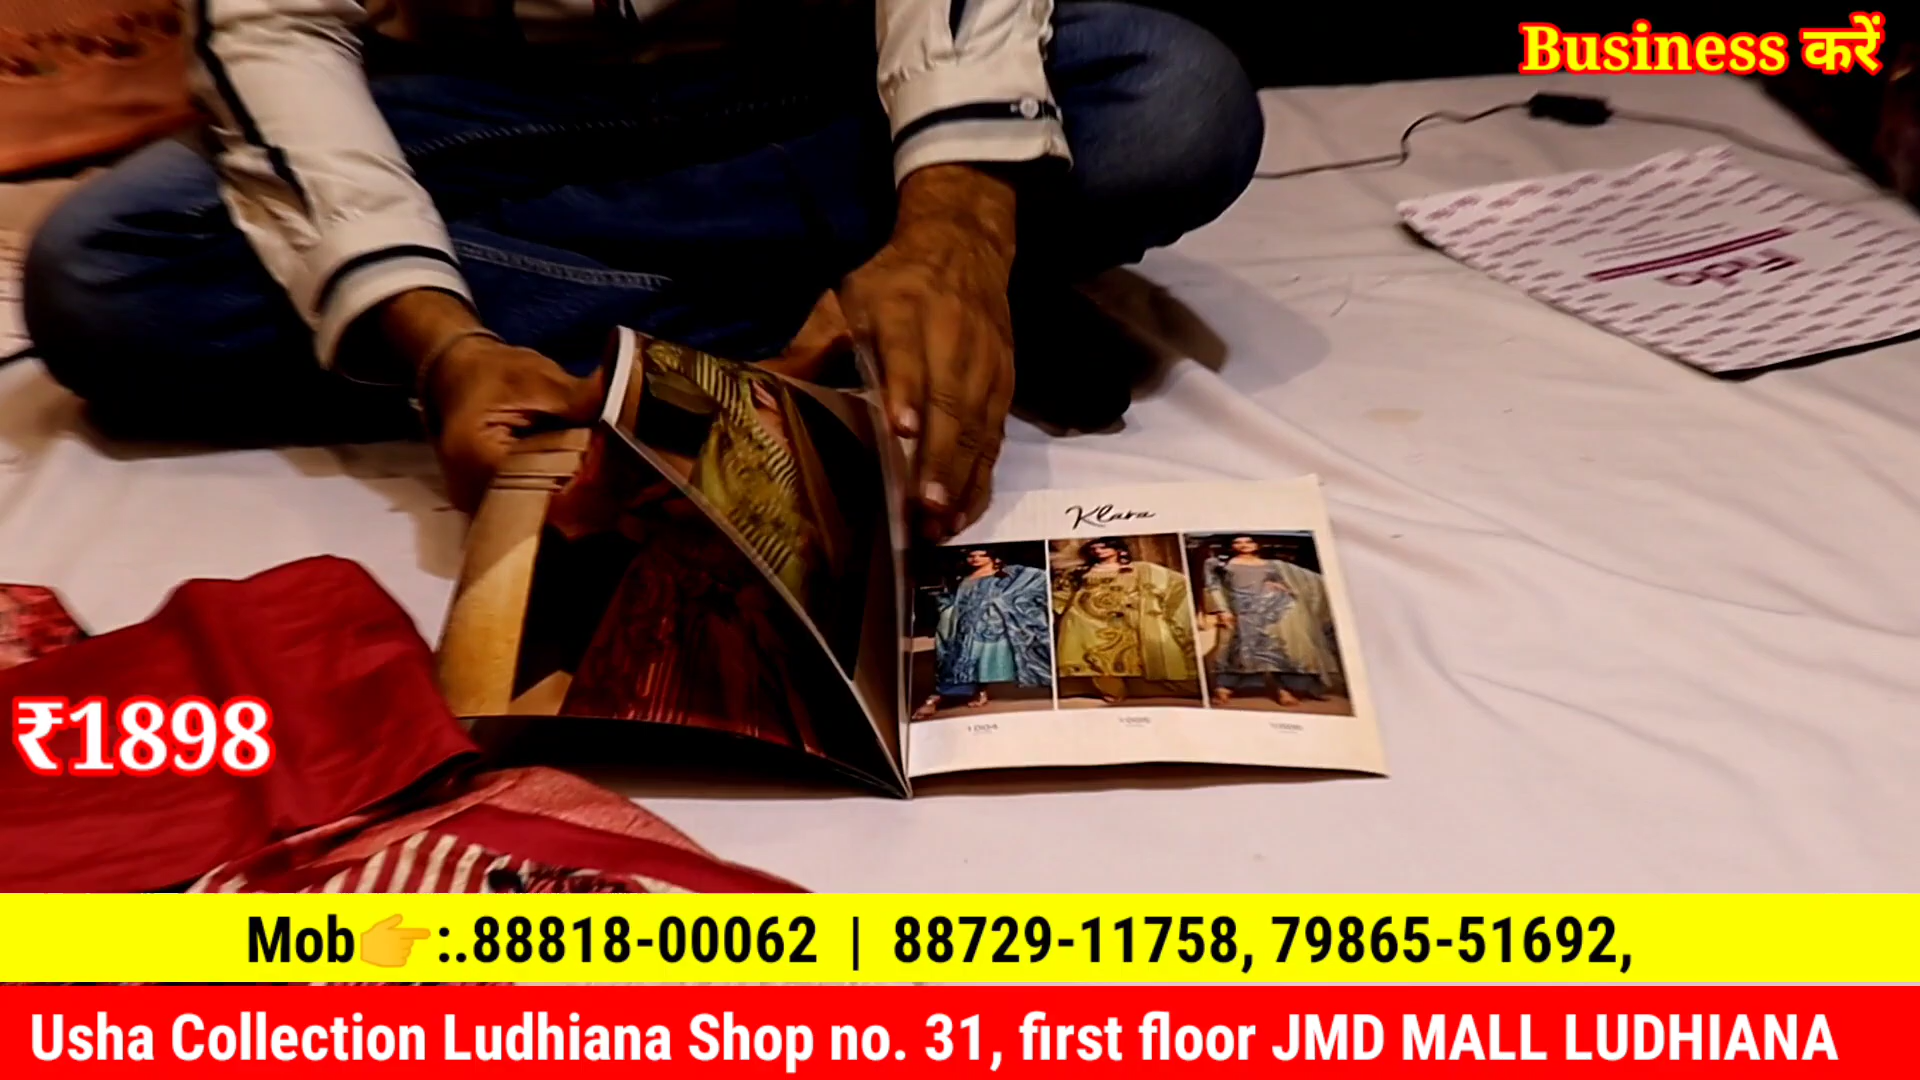 Business करें
Klara
1004
₹1898
Mob👉:.88818-00062 | 88729-11758, 79865-51692,
Usha Collection Ludhiana Shop no. 31, first floor JMD MALL LUDHIANA